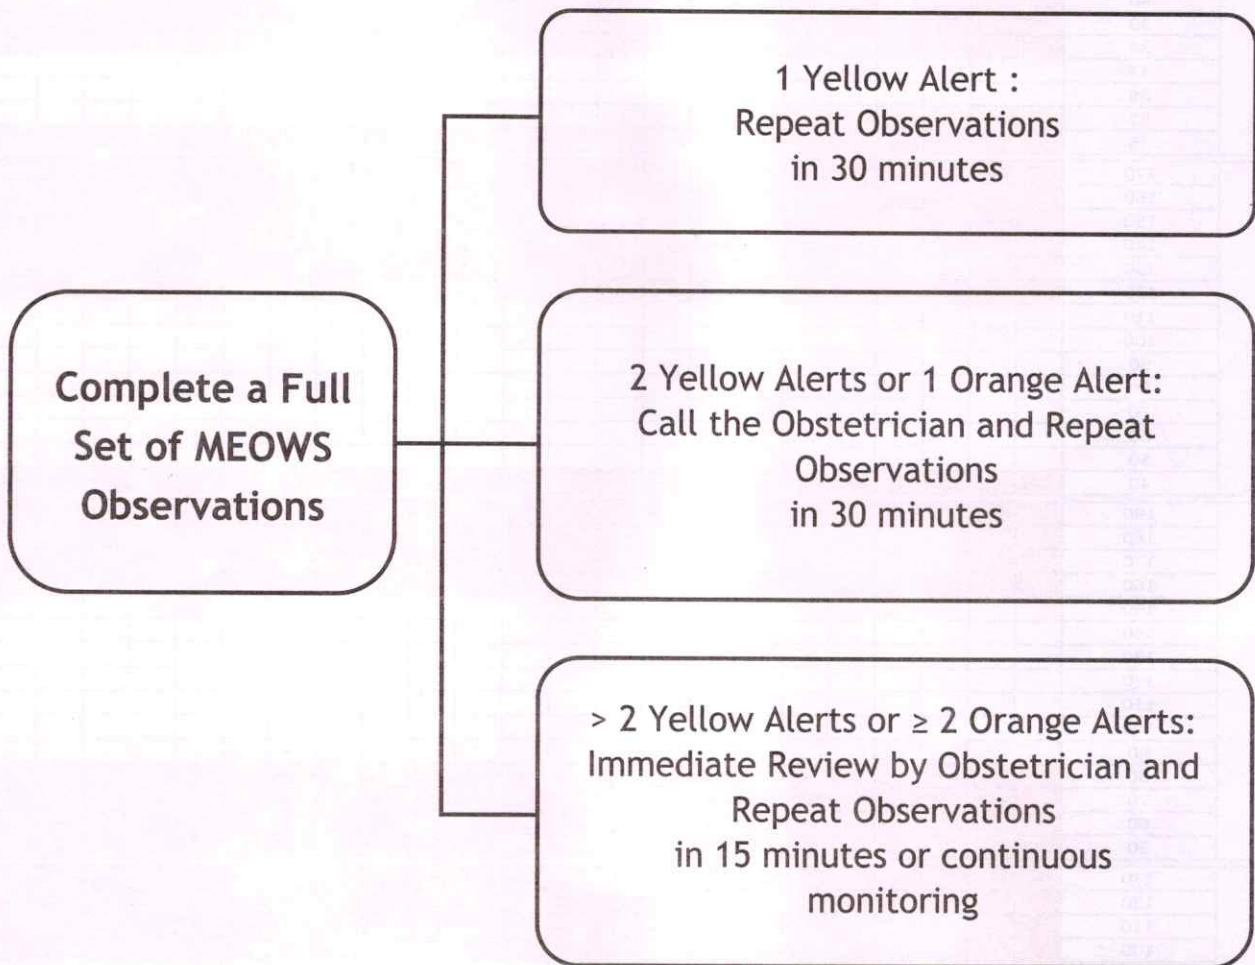 1 Yellow Alert :
Repeat Observations
in 30 minutes
Complete a Full
Set of MEOWS
Observations
2 Yellow Alerts or 1 Orange Alert:
Call the Obstetrician and Repeat
Observations
in 30 minutes
> 2 Yellow Alerts or ≥ 2 Orange Alerts:
Immediate Review by Obstetrician and
Repeat Observations
in 15 minutes or continuous
monitoring